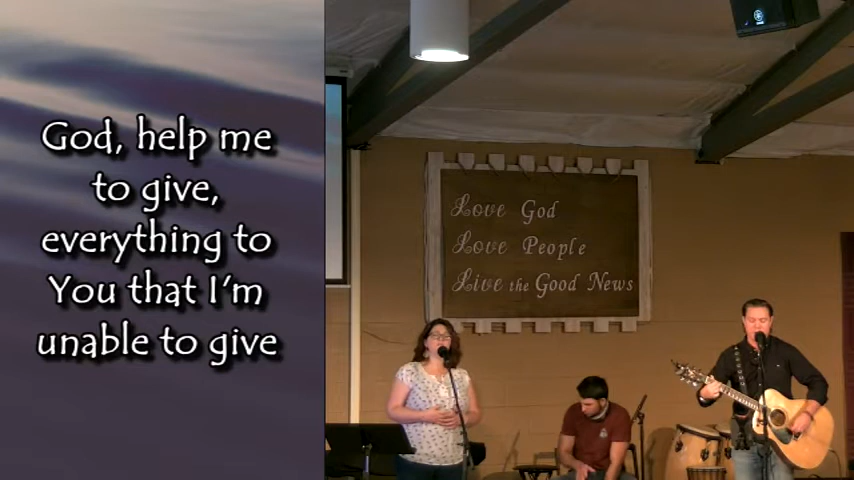 God, help me
to give,
everything to
You that I'm
unable to give
Love God
Love People
Live the Good News